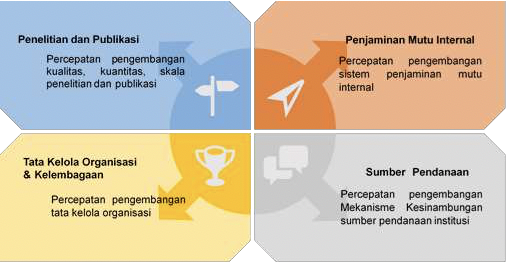 Penelitian dan Publikasi
Percepatan pengembangan
kualitas, kuantitas, skala
penelitian dan publikasi
Penjaminan Mutu Internal
Percepatan pengembangan
sistem penjaminan mutu
internal
Tata Kelola Organisasi
& Kelembagaan
Percepatan pengembangan
tata kelola organisasi
Sumber Pendanaan
Percepatan pengembangan
Mekanisme Kesinambungan
sumber pendanaan institusi